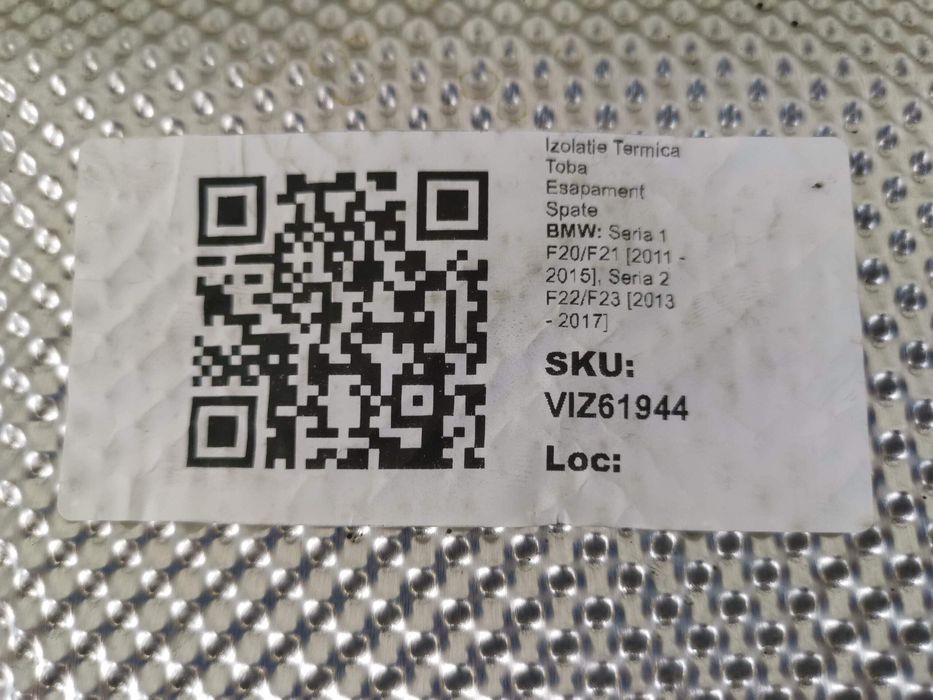 Izolatie Termica
Toba
Esapament
Spate
BMW: Seria 1
F20/F21 [2011 -
2015], Seria 2
F22/F23 [2013
- 2017]
SKU:
VIZ61944
Loc: